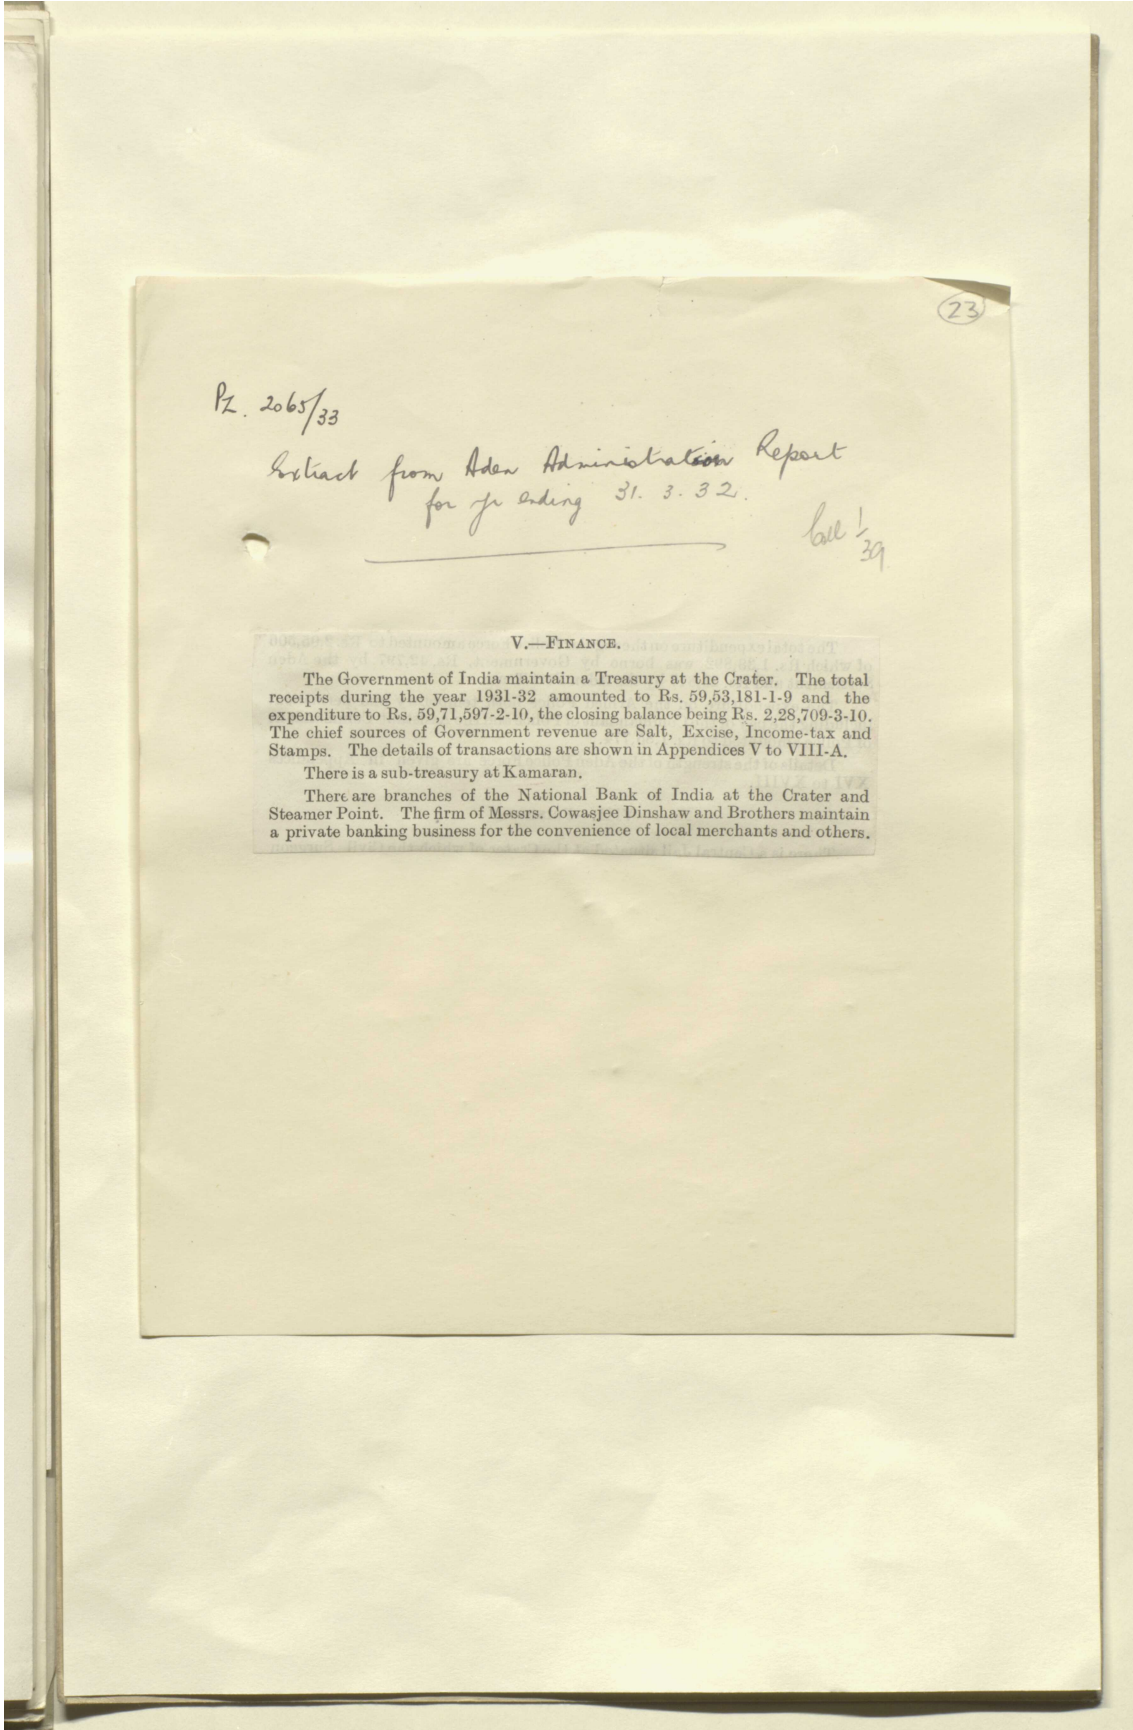 23
PZ. 2065/33
Extract from Aden Administration Report
for yr ending 31. 3. 32.
Coll 1/39
V.—FINANCE.
The Government of India maintain a Treasury at the Crater. The total
receipts during the year 1931-32 amounted to Rs. 59,53,181-1-9 and the
expenditure to Rs. 59,71,597-2-10, the closing balance being Rs. 2,28,709-3-10.
The chief sources of Government revenue are Salt, Excise, Income-tax and
Stamps. The details of transactions are shown in Appendices V to VIII-A.
There is a sub-treasury at Kamaran.
There are branches of the National Bank of India at the Crater and
Steamer Point. The firm of Messrs. Cowasjee Dinshaw and Brothers maintain
a private banking business for the convenience of local merchants and others.